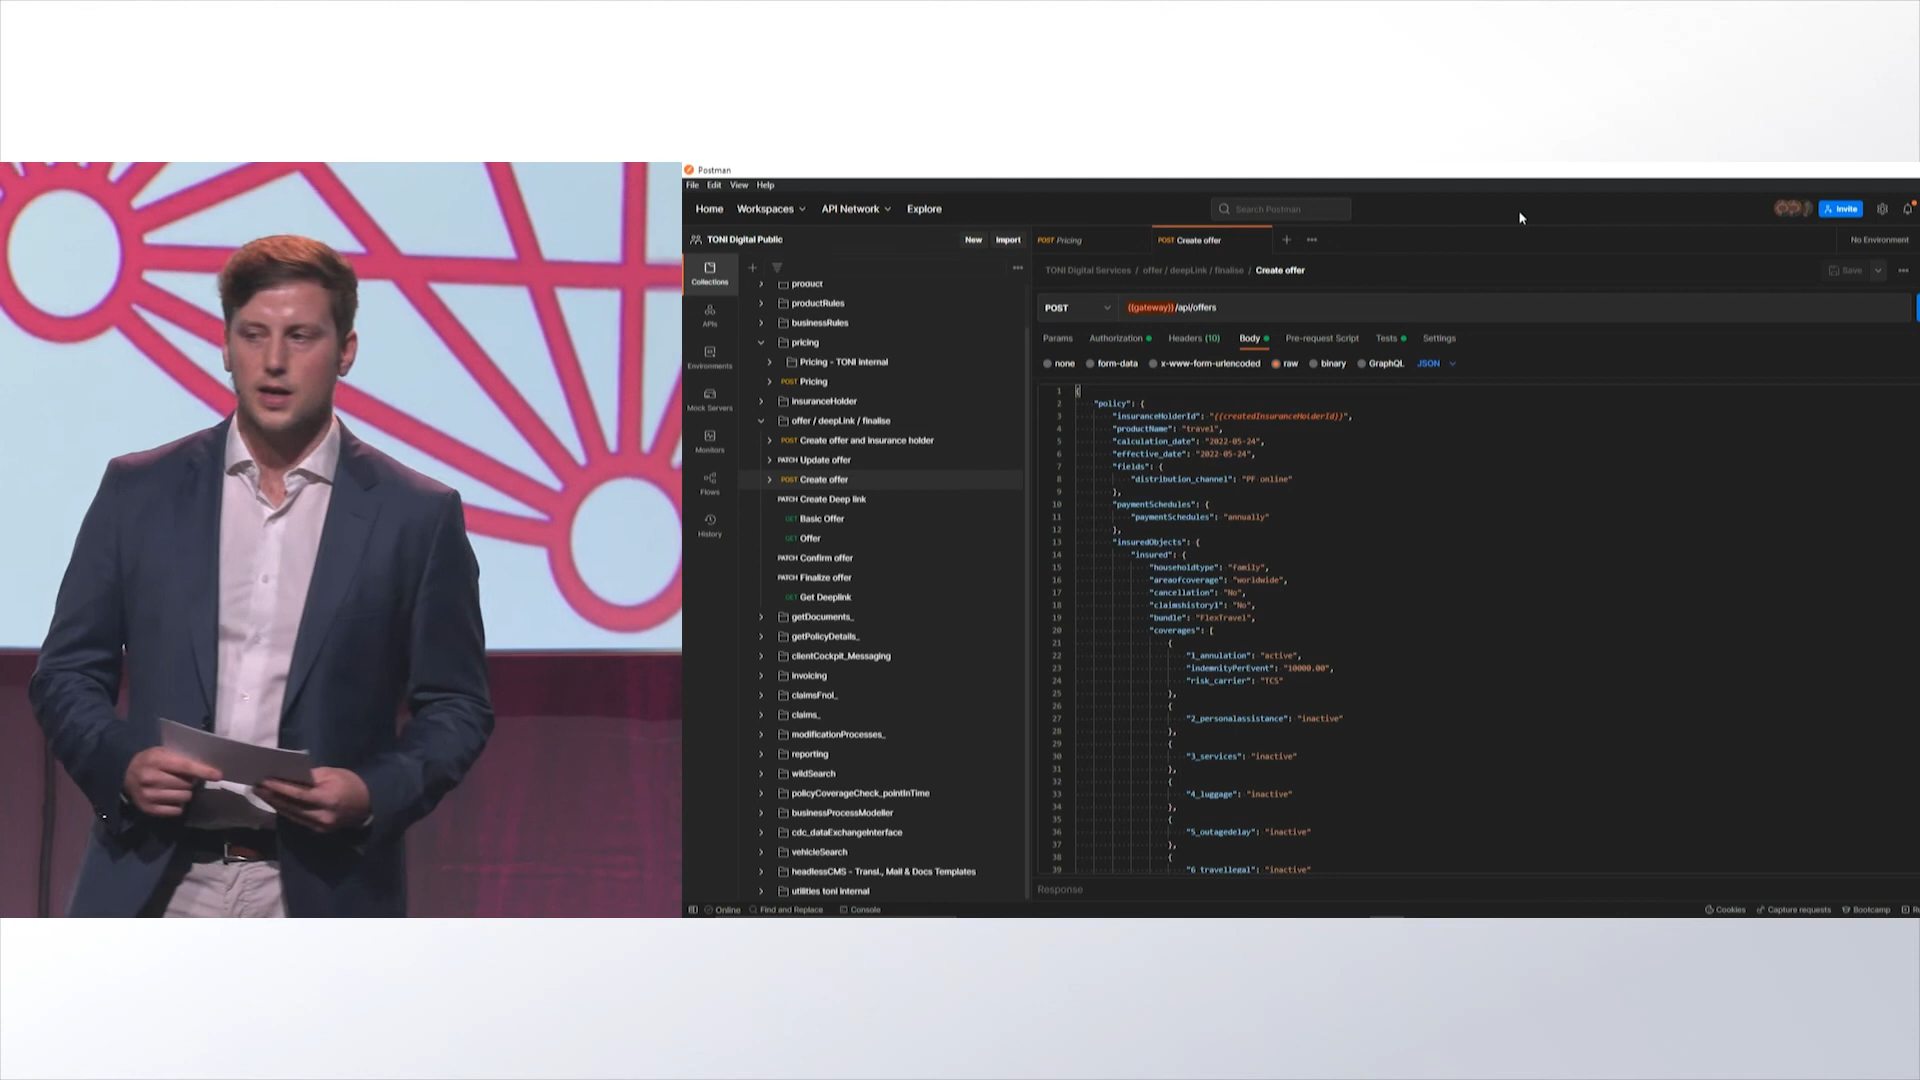 Postman
File Edit View Help
Home Workspaces API Network Explore
Search Postman
Invite
TONI Digital Public
New Import
POST Pricing
POST Create offer
No Environment
Collections
APIs
Environments
Mock Servers
Monitors
Flows
History
product
productRules
businessRules
pricing
Pricing - TONI internal
POST Pricing
insuranceHolder
offer / deepLink / finalise
POST Create offer and insurance holder
PATCH Update offer
POST Create offer
PATCH Create Deep link
GET Basic Offer
GET Offer
PATCH Confirm offer
PATCH Finalize offer
GET Get Deeplink
getDocuments_
getPolicyDetails_
clientCockpit_Messaging
invoicing
claimsFnol_
claims_
modificationProcesses_
reporting
wildSearch
policyCoverageCheck_pointInTime
businessProcessModeller
cdc_dataExchangeInterface
vehicleSearch
headlessCMS - Transl., Mail & Docs Templates
utilities toni internal
TONI Digital Services / offer / deepLink / finalise / Create offer
Save
POST {{gateway}}/api/offers
Params Authorization Headers (10) Body Pre-request Script Tests Settings
none form-data x-www-form-urlencoded raw binary GraphQL JSON
1 {
2 "policy": {
3 "insuranceHolderId": "{{createdInsuranceHolderId}}",
4 "productName": "travel",
5 "calculation_date": "2022-05-24",
6 "effective_date": "2022-05-24",
7 "fields": {
8 "distribution_channel": "PF online"
9 },
10 "paymentSchedules": {
11 "paymentSchedules": "annually"
12 },
13 "insuredObjects": {
14 "insured": {
15 "householdtype": "family",
16 "areaofcoverage": "worldwide",
17 "cancellation": "No",
18 "claimshistory1": "No",
19 "bundle": "FlexTravel",
20 "coverages": [
21 {
22 "1_annulation": "active",
23 "indemnityPerEvent": "10000.00",
24 "risk_carrier": "TCS"
25 },
26 {
27 "2_personalassistance": "inactive"
28 },
29 {
30 "3_services": "inactive"
31 },
32 {
33 "4_luggage": "inactive"
34 },
35 {
36 "5_outagedelay": "inactive"
37 },
38 {
39 "6_travellegal": "inactive"
Response
Online Find and Replace Console
Cookies Capture requests Bootcamp